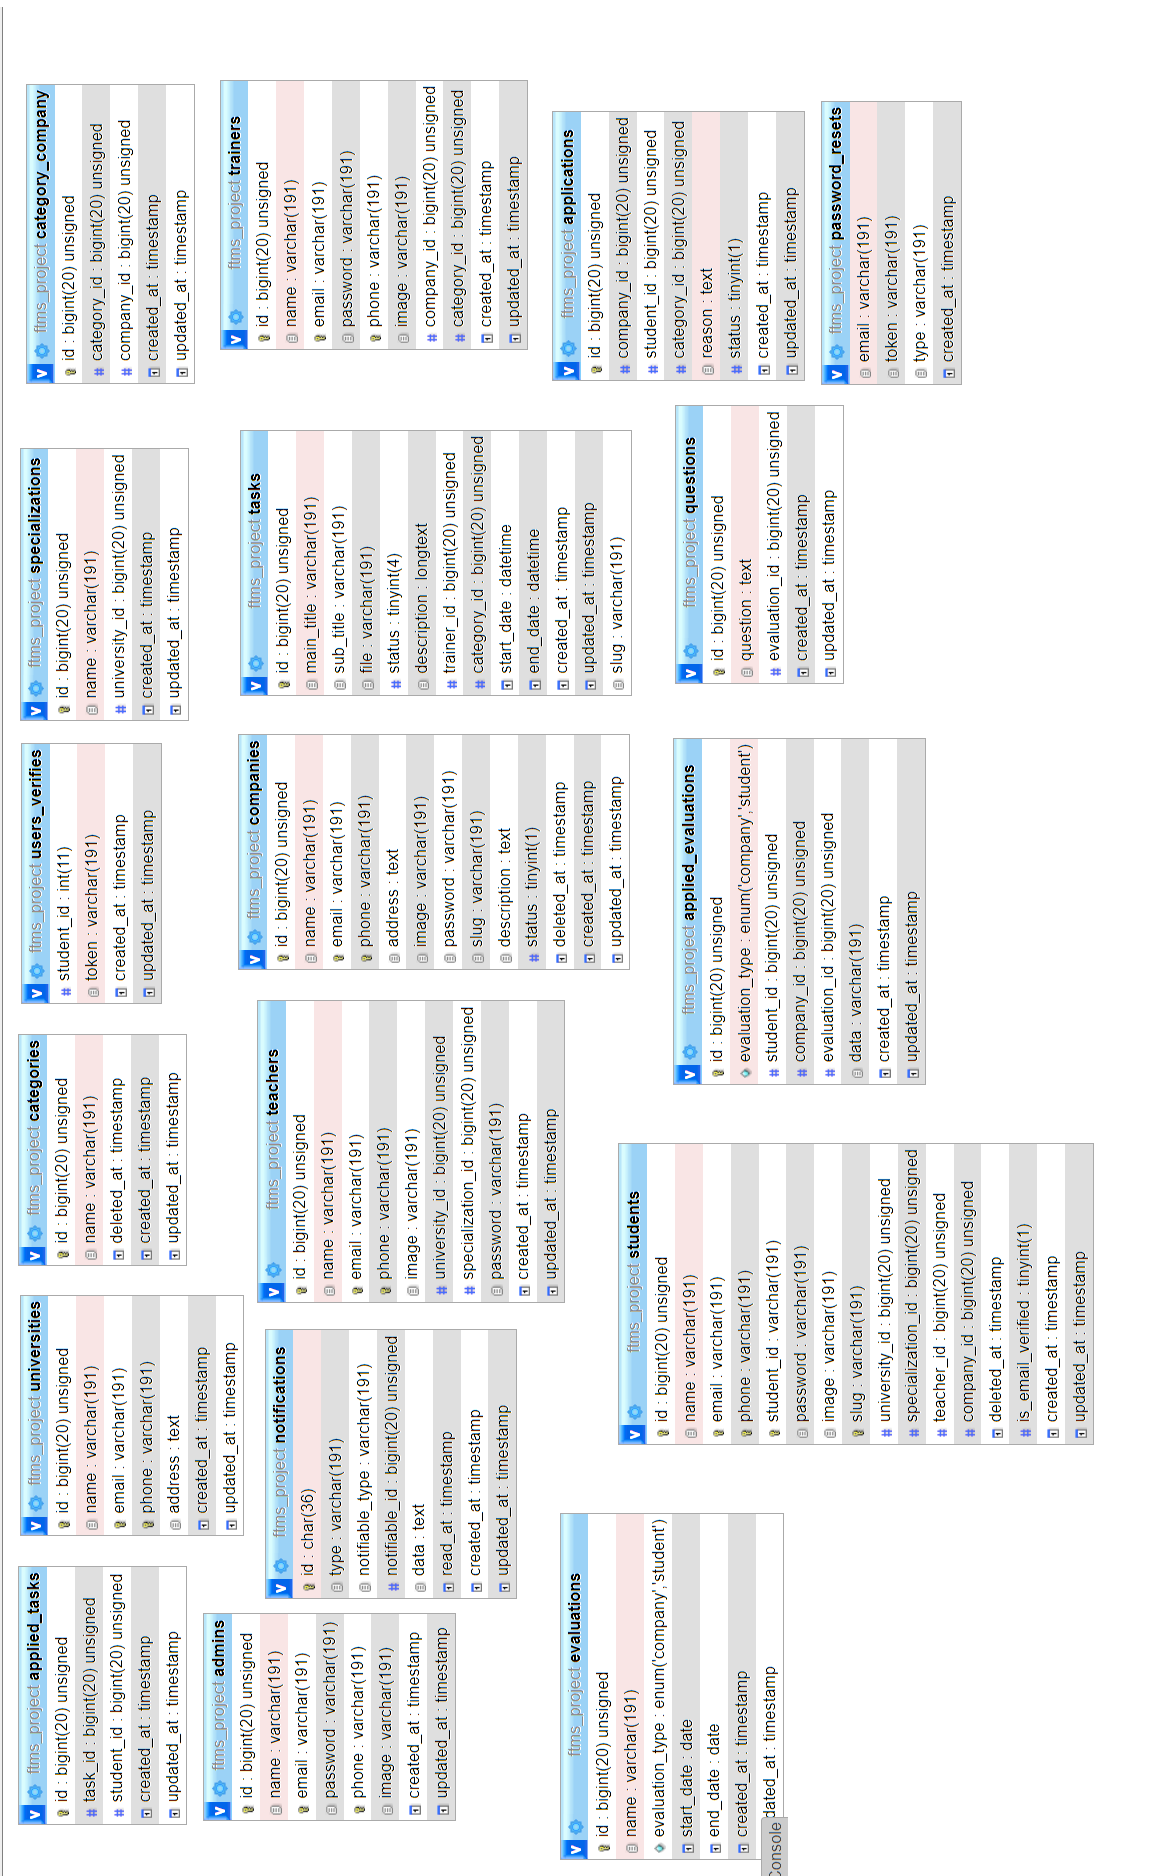 ftms_project applied_tasks
id : bigint(20) unsigned
task_id : bigint(20) unsigned
student_id : bigint(20) unsigned
created_at : timestamp
updated_at : timestamp
ftms_project universities
id : bigint(20) unsigned
name : varchar(191)
email : varchar(191)
phone : varchar(191)
address : text
created_at : timestamp
updated_at : timestamp
ftms_project categories
id : bigint(20) unsigned
name : varchar(191)
deleted_at : timestamp
created_at : timestamp
updated_at : timestamp
ftms_project users_verifies
student_id : int(11)
token : varchar(191)
created_at : timestamp
updated_at : timestamp
ftms_project specializations
id : bigint(20) unsigned
name : varchar(191)
university_id : bigint(20) unsigned
created_at : timestamp
updated_at : timestamp
ftms_project category_company
id : bigint(20) unsigned
category_id : bigint(20) unsigned
company_id : bigint(20) unsigned
created_at : timestamp
updated_at : timestamp
ftms_project admins
id : bigint(20) unsigned
name : varchar(191)
email : varchar(191)
password : varchar(191)
phone : varchar(191)
image : varchar(191)
created_at : timestamp
updated_at : timestamp
ftms_project notifications
id : char(36)
type : varchar(191)
notifiable_type : varchar(191)
notifiable_id : bigint(20) unsigned
data : text
read_at : timestamp
created_at : timestamp
updated_at : timestamp
ftms_project teachers
id : bigint(20) unsigned
name : varchar(191)
email : varchar(191)
phone : varchar(191)
image : varchar(191)
university_id : bigint(20) unsigned
specialization_id : bigint(20) unsigned
password : varchar(191)
created_at : timestamp
updated_at : timestamp
ftms_project companies
id : bigint(20) unsigned
name : varchar(191)
email : varchar(191)
phone : varchar(191)
address : text
image : varchar(191)
password : varchar(191)
slug : varchar(191)
description : text
status : tinyint(1)
deleted_at : timestamp
created_at : timestamp
updated_at : timestamp
ftms_project tasks
id : bigint(20) unsigned
main_title : varchar(191)
sub_title : varchar(191)
file : varchar(191)
status : tinyint(4)
description : longtext
trainer_id : bigint(20) unsigned
category_id : bigint(20) unsigned
start_date : datetime
end_date : datetime
created_at : timestamp
updated_at : timestamp
slug : varchar(191)
ftms_project trainers
id : bigint(20) unsigned
name : varchar(191)
email : varchar(191)
password : varchar(191)
phone : varchar(191)
image : varchar(191)
company_id : bigint(20) unsigned
category_id : bigint(20) unsigned
created_at : timestamp
updated_at : timestamp
ftms_project evaluations
id : bigint(20) unsigned
name : varchar(191)
evaluation_type : enum('company','student')
start_date : date
end_date : date
created_at : timestamp
dated_at : timestamp
Console
ftms_project students
id : bigint(20) unsigned
name : varchar(191)
email : varchar(191)
phone : varchar(191)
student_id : varchar(191)
password : varchar(191)
image : varchar(191)
slug : varchar(191)
university_id : bigint(20) unsigned
specialization_id : bigint(20) unsigned
teacher_id : bigint(20) unsigned
company_id : bigint(20) unsigned
deleted_at : timestamp
is_email_verified : tinyint(1)
created_at : timestamp
updated_at : timestamp
ftms_project applied_evaluations
id : bigint(20) unsigned
evaluation_type : enum('company','student')
student_id : bigint(20) unsigned
company_id : bigint(20) unsigned
evaluation_id : bigint(20) unsigned
data : varchar(191)
created_at : timestamp
updated_at : timestamp
ftms_project questions
id : bigint(20) unsigned
question : text
evaluation_id : bigint(20) unsigned
created_at : timestamp
updated_at : timestamp
ftms_project applications
id : bigint(20) unsigned
company_id : bigint(20) unsigned
student_id : bigint(20) unsigned
category_id : bigint(20) unsigned
reason : text
status : tinyint(1)
created_at : timestamp
updated_at : timestamp
ftms_project password_resets
email : varchar(191)
token : varchar(191)
type : varchar(191)
created_at : timestamp